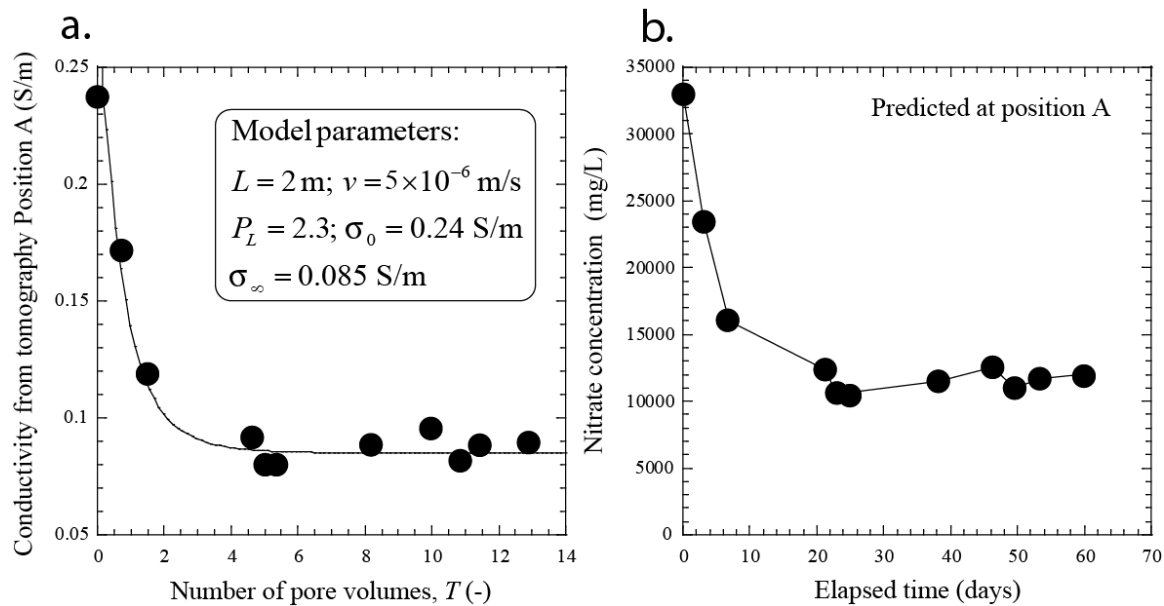 a.
Conductivity from tomography Position A (S/m)
0.25
0.2
0.15
0.1
0.05
Model parameters:
L = 2 m; v = 5×10⁻⁶ m/s
P_L = 2.3; σ₀ = 0.24 S/m
σ_∞ = 0.085 S/m
0 2 4 6 8 10 12 14
Number of pore volumes, T (-)
b.
Nitrate concentration (mg/L)
35000
30000
25000
20000
15000
10000
5000
0
Predicted at position A
0 10 20 30 40 50 60 70
Elapsed time (days)